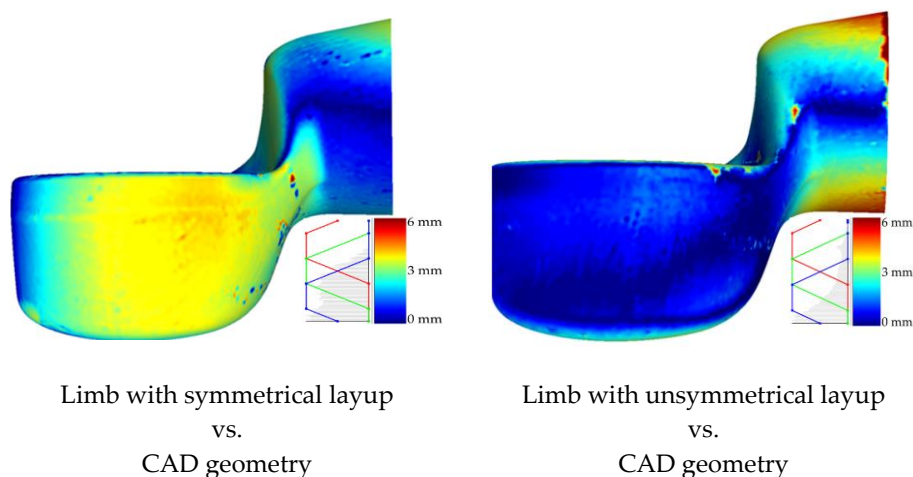 6 mm
3 mm
0 mm
6 mm
3 mm
0 mm
Limb with symmetrical layup
vs.
CAD geometry
Limb with unsymmetrical layup
vs.
CAD geometry